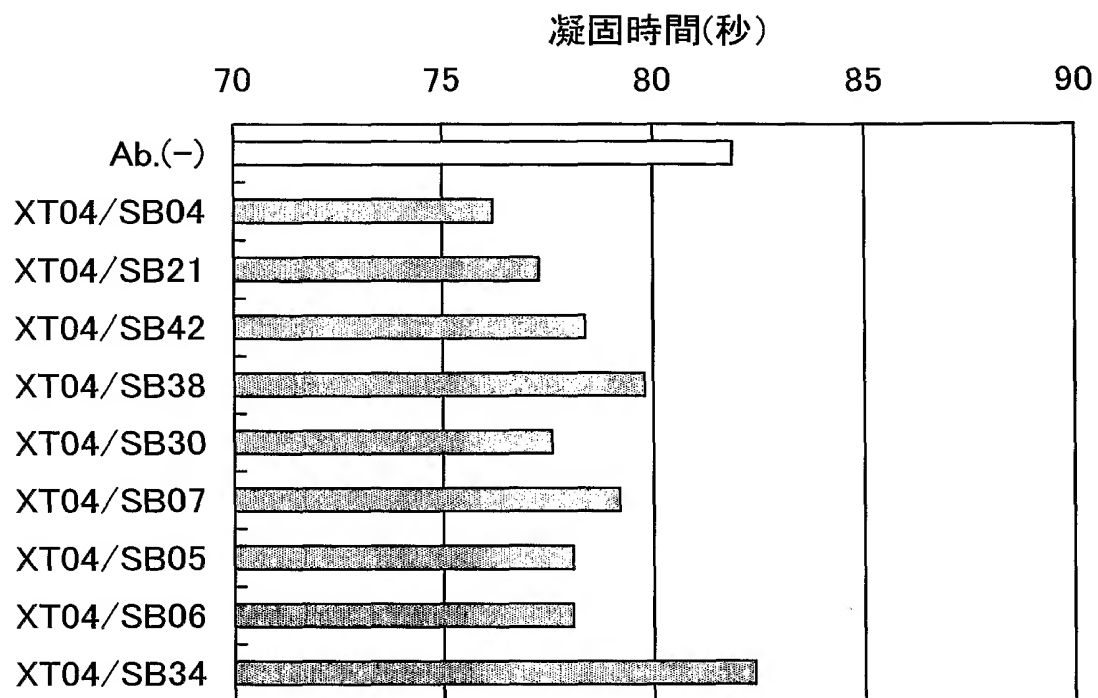 凝固時間(秒)
70 75 80 85 90
Ab.(-)
XT04/SB04
XT04/SB21
XT04/SB42
XT04/SB38
XT04/SB30
XT04/SB07
XT04/SB05
XT04/SB06
XT04/SB34